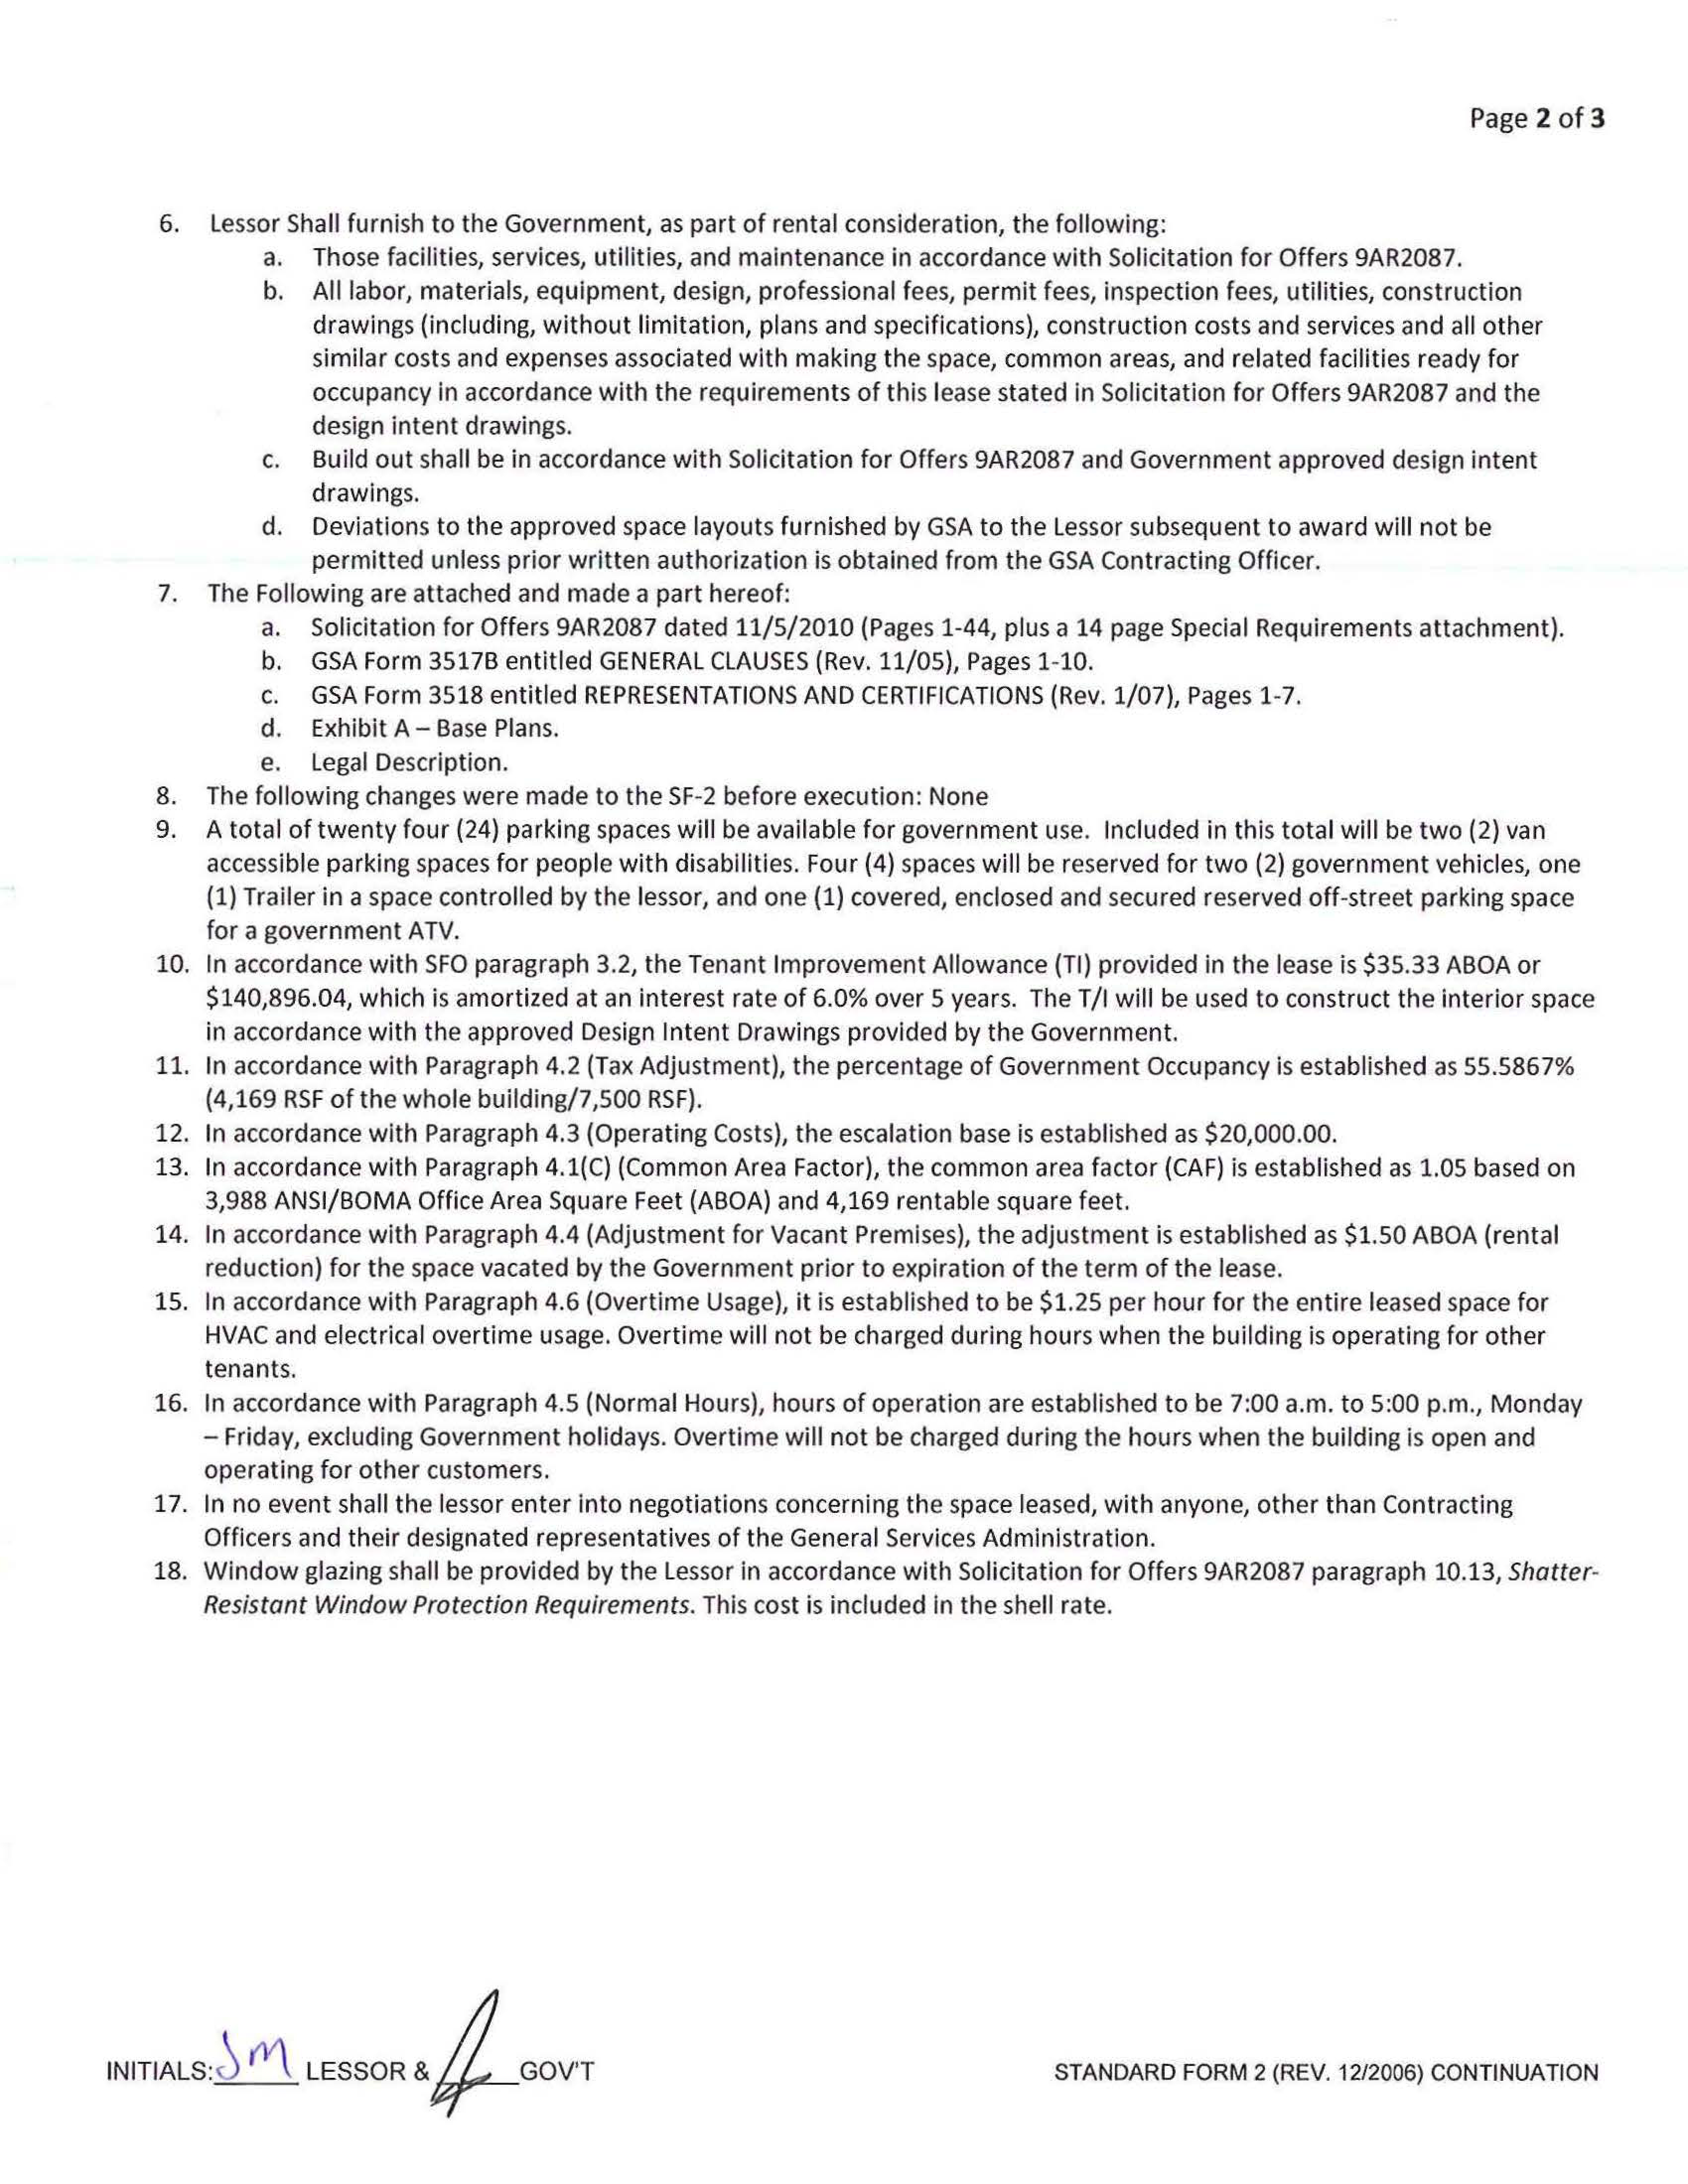 Page 2 of 3
6. Lessor Shall furnish to the Government, as part of rental consideration, the following:
a. Those facilities, services, utilities, and maintenance in accordance with Solicitation for Offers 9AR2087.
b. All labor, materials, equipment, design, professional fees, permit fees, inspection fees, utilities, construction
drawings (including, without limitation, plans and specifications), construction costs and services and all other
similar costs and expenses associated with making the space, common areas, and related facilities ready for
occupancy in accordance with the requirements of this lease stated in Solicitation for Offers 9AR2087 and the
design intent drawings.
c. Build out shall be in accordance with Solicitation for Offers 9AR2087 and Government approved design intent
drawings.
d. Deviations to the approved space layouts furnished by GSA to the Lessor subsequent to award will not be
permitted unless prior written authorization is obtained from the GSA Contracting Officer.
7. The Following are attached and made a part hereof:
a. Solicitation for Offers 9AR2087 dated 11/5/2010 (Pages 1-44, plus a 14 page Special Requirements attachment).
b. GSA Form 3517B entitled GENERAL CLAUSES (Rev. 11/05), Pages 1-10.
c. GSA Form 3518 entitled REPRESENTATIONS AND CERTIFICATIONS (Rev. 1/07), Pages 1-7.
d. Exhibit A – Base Plans.
e. Legal Description.
8. The following changes were made to the SF-2 before execution: None
9. A total of twenty four (24) parking spaces will be available for government use. Included in this total will be two (2) van
accessible parking spaces for people with disabilities. Four (4) spaces will be reserved for two (2) government vehicles, one
(1) Trailer in a space controlled by the lessor, and one (1) covered, enclosed and secured reserved off-street parking space
for a government ATV.
10. In accordance with SFO paragraph 3.2, the Tenant Improvement Allowance (TI) provided in the lease is $35.33 ABOA or
$140,896.04, which is amortized at an interest rate of 6.0% over 5 years. The T/I will be used to construct the interior space
in accordance with the approved Design Intent Drawings provided by the Government.
11. In accordance with Paragraph 4.2 (Tax Adjustment), the percentage of Government Occupancy is established as 55.5867%
(4,169 RSF of the whole building/7,500 RSF).
12. In accordance with Paragraph 4.3 (Operating Costs), the escalation base is established as $20,000.00.
13. In accordance with Paragraph 4.1(C) (Common Area Factor), the common area factor (CAF) is established as 1.05 based on
3,988 ANSI/BOMA Office Area Square Feet (ABOA) and 4,169 rentable square feet.
14. In accordance with Paragraph 4.4 (Adjustment for Vacant Premises), the adjustment is established as $1.50 ABOA (rental
reduction) for the space vacated by the Government prior to expiration of the term of the lease.
15. In accordance with Paragraph 4.6 (Overtime Usage), it is established to be $1.25 per hour for the entire leased space for
HVAC and electrical overtime usage. Overtime will not be charged during hours when the building is operating for other
tenants.
16. In accordance with Paragraph 4.5 (Normal Hours), hours of operation are established to be 7:00 a.m. to 5:00 p.m., Monday
– Friday, excluding Government holidays. Overtime will not be charged during the hours when the building is open and
operating for other customers.
17. In no event shall the lessor enter into negotiations concerning the space leased, with anyone, other than Contracting
Officers and their designated representatives of the General Services Administration.
18. Window glazing shall be provided by the Lessor in accordance with Solicitation for Offers 9AR2087 paragraph 10.13, Shatter-
Resistant Window Protection Requirements. This cost is included in the shell rate.
INITIALS: JM LESSOR & GOV'T
STANDARD FORM 2 (REV. 12/2006) CONTINUATION